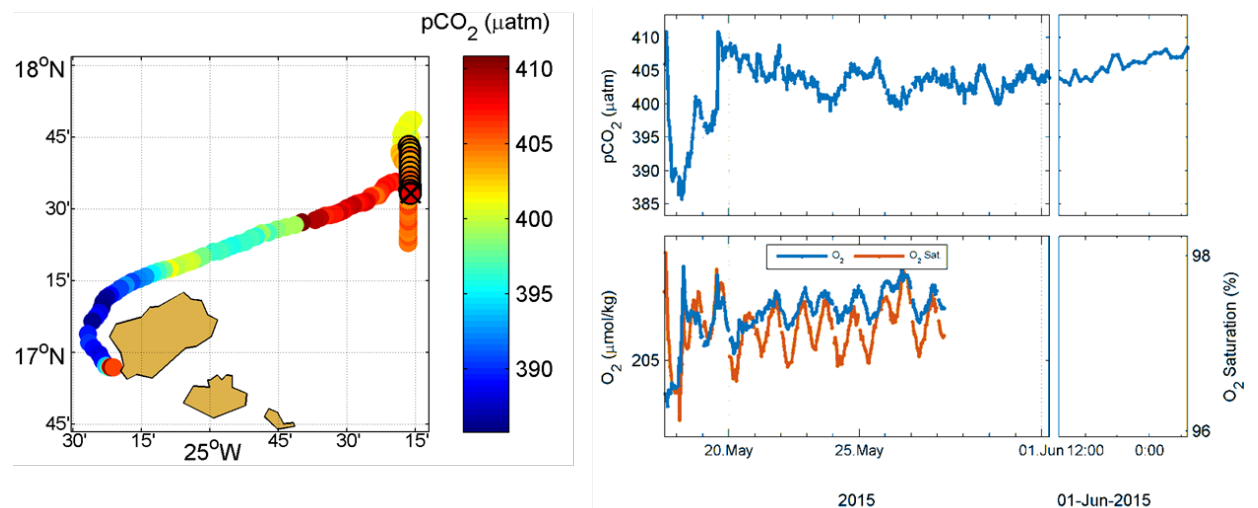 pCO2 (µatm)
18°N
45'
30'
15'
17°N
45'
30'
15'
25°W
45'
30'
15'
410
405
400
395
390
pCO2 (µatm)
410
405
400
395
390
385
O2
O2 Sat.
O2 (µmol/kg)
205
98
96
O2 Saturation (%)
20.May
25.May
01.Jun
12:00
0:00
2015
01-Jun-2015